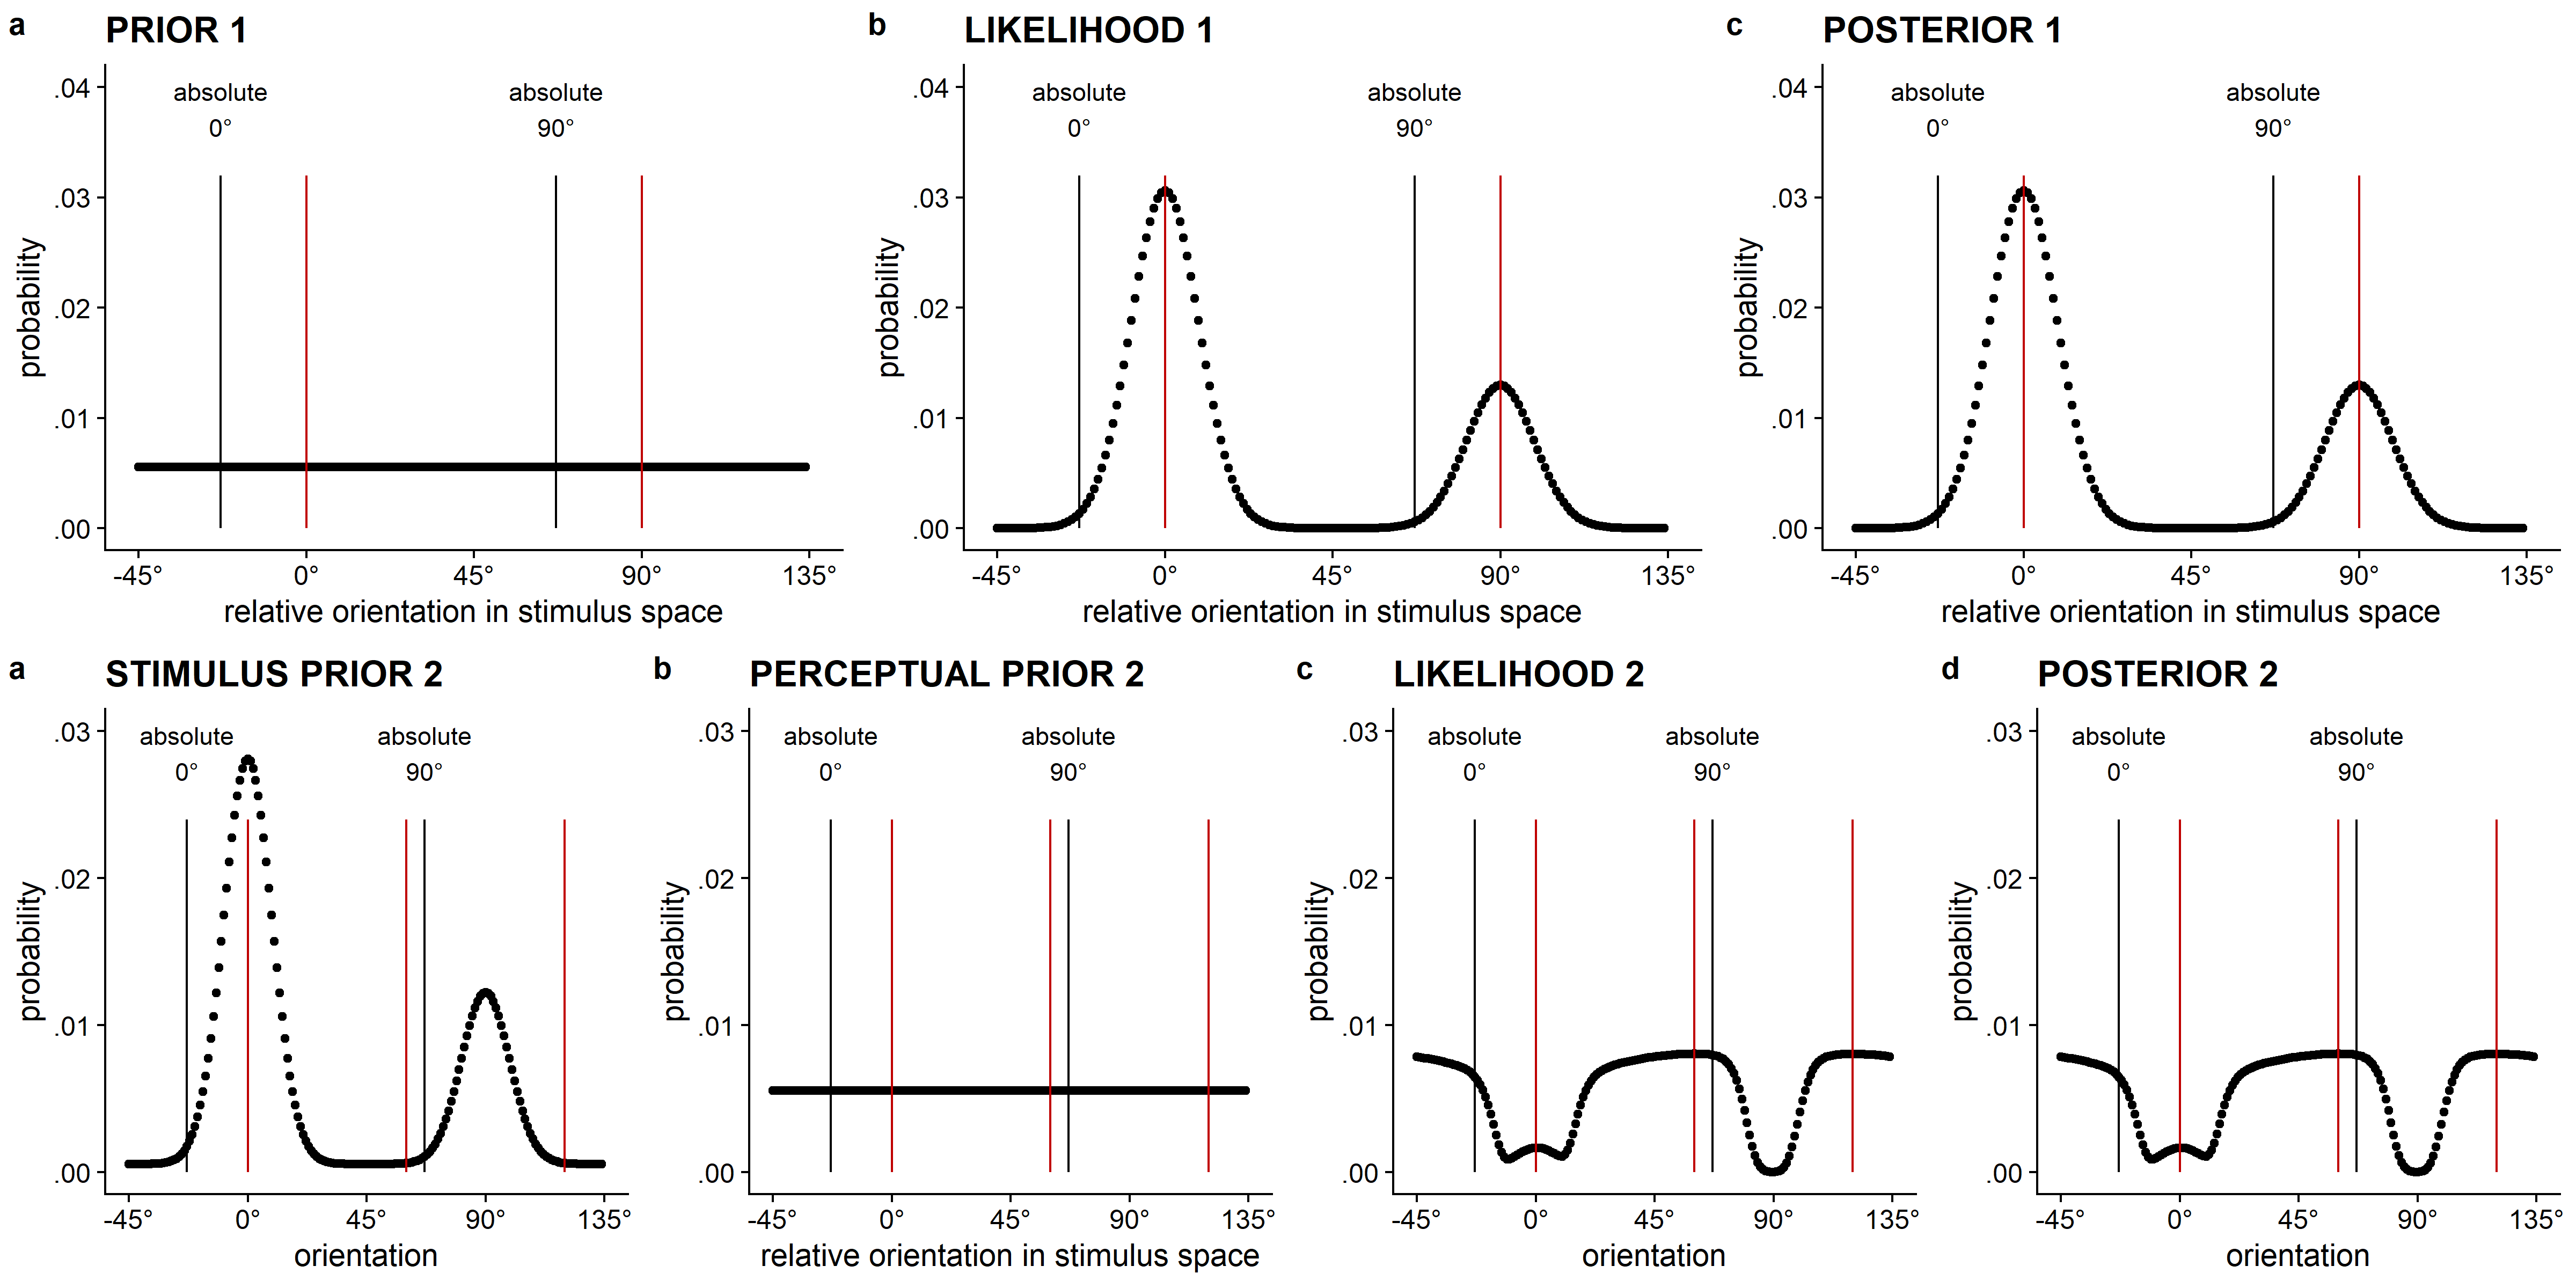 a PRIOR 1
absolute 0°
absolute 90°
.04
.03
.02
.01
.00
probability
-45° 0° 45° 90° 135°
relative orientation in stimulus space
b LIKELIHOOD 1
absolute 0°
absolute 90°
.04
.03
.02
.01
.00
probability
-45° 0° 45° 90° 135°
relative orientation in stimulus space
c POSTERIOR 1
absolute 0°
absolute 90°
.04
.03
.02
.01
.00
probability
-45° 0° 45° 90° 135°
relative orientation in stimulus space
a STIMULUS PRIOR 2
absolute 0°
absolute 90°
.03
.02
.01
.00
probability
-45° 0° 45° 90° 135°
orientation
b PERCEPTUAL PRIOR 2
absolute 0°
absolute 90°
.03
.02
.01
.00
probability
-45° 0° 45° 90° 135°
relative orientation in stimulus space
c LIKELIHOOD 2
absolute 0°
absolute 90°
.03
.02
.01
.00
probability
-45° 0° 45° 90° 135°
orientation
d POSTERIOR 2
absolute 0°
absolute 90°
.03
.02
.01
.00
probability
-45° 0° 45° 90° 135°
orientation